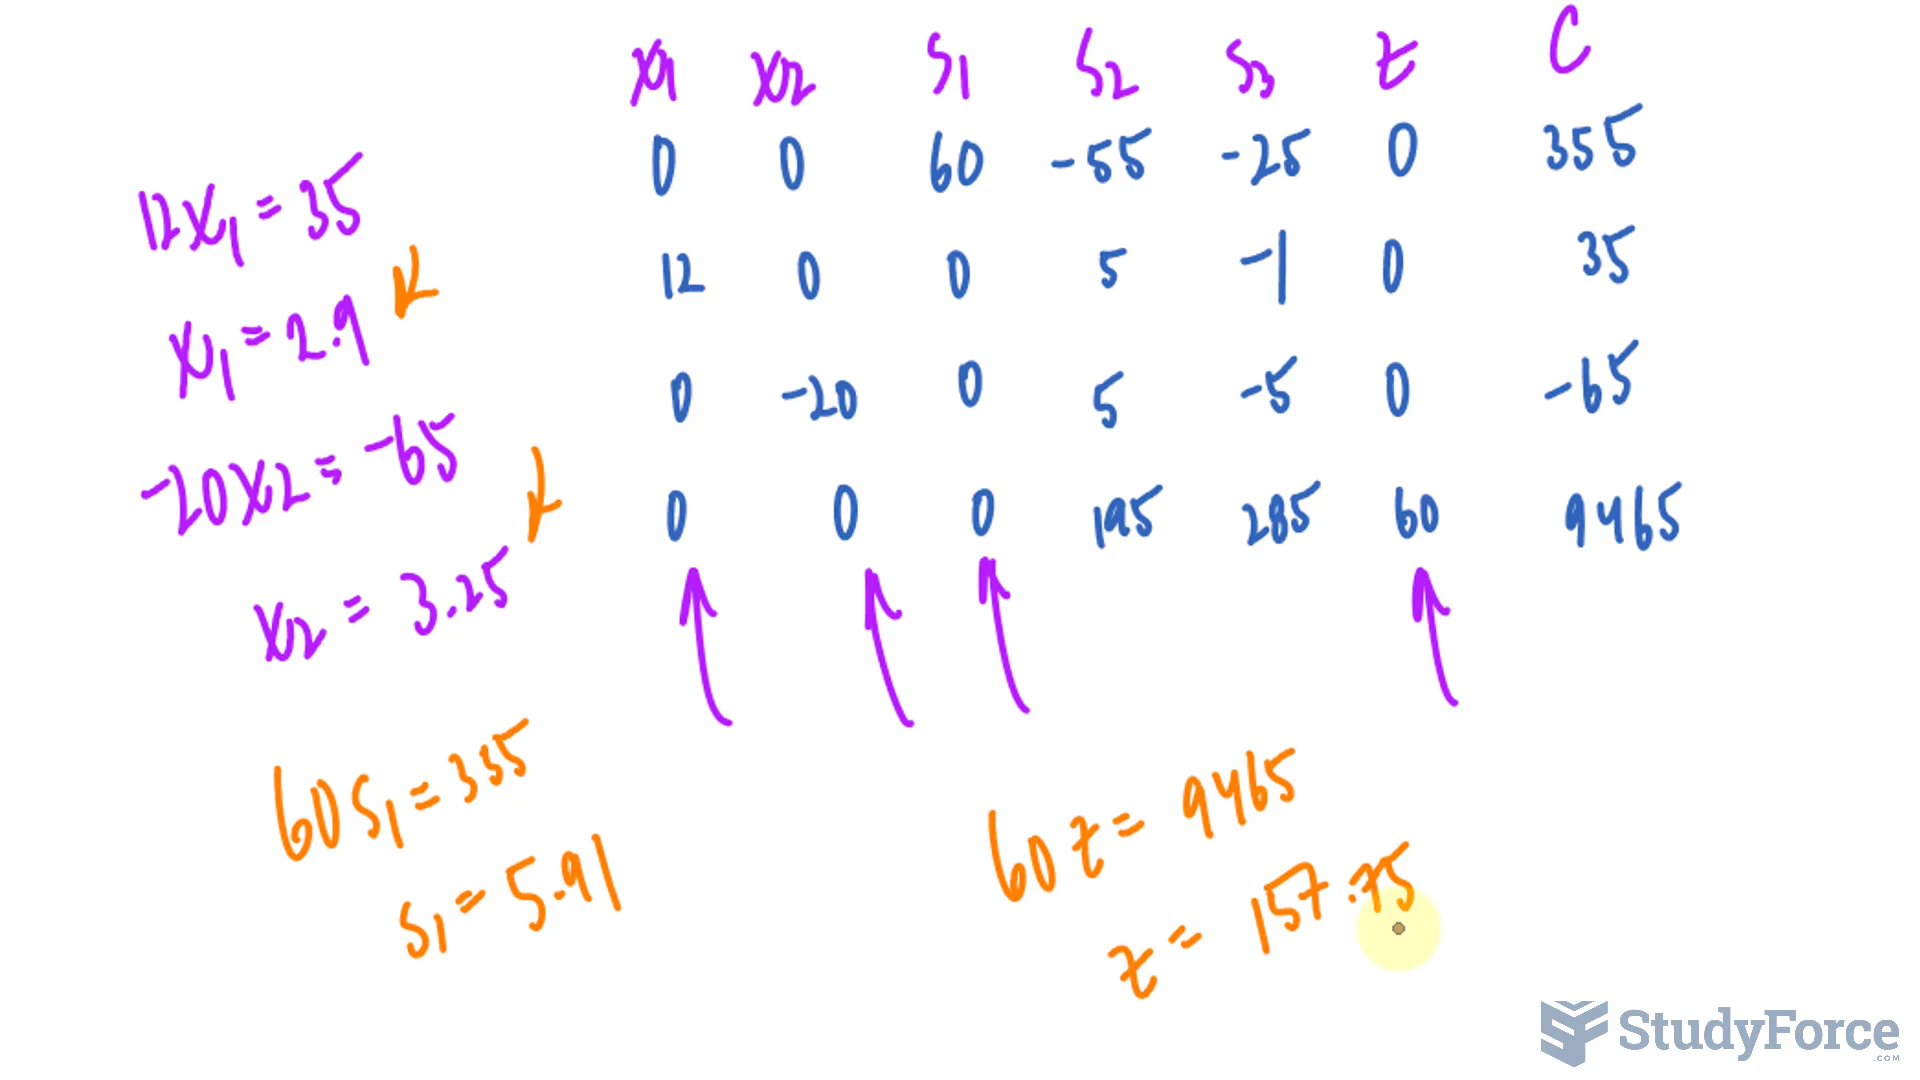 x1 x2 s1 s2 s3 z C
0 0 60 -55 -25 0 355
12 0 0 5 -1 0 35
0 -20 0 5 -5 0 -65
0 0 0 195 285 60 9465
12x1 = 35
x1 = 2.9
-20x2 = -65
x2 = 3.25
60s1 = 355
s1 = 5.91
60z = 9465
z = 157.75
StudyForce
.COM